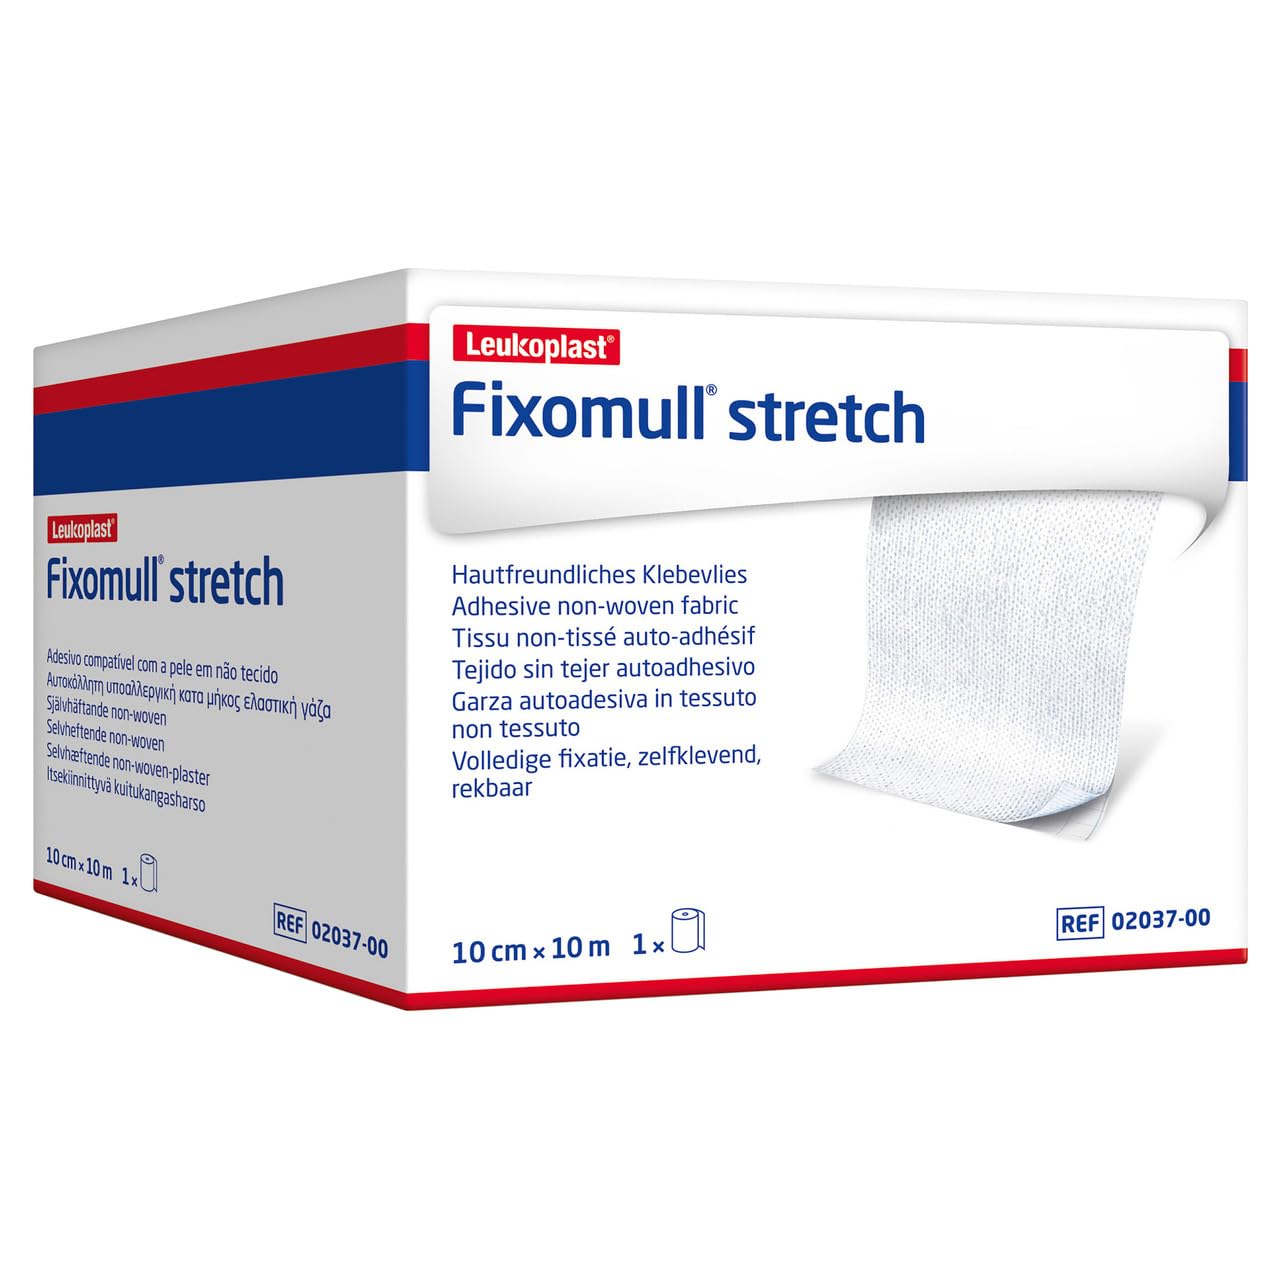 Leukoplast®
Fixomull® stretch
Hautfreundliches Klebevlies
Adhesive non-woven fabric
Tissu non-tissé auto-adhésif
Tejido sin tejer autoadhesivo
Garza autoadesiva in tessuto
non tessuto
Volledige fixatie, zelfklevend,
rekbaar
10 cm x 10 m 1 x
REF 02037-00
Leukoplast®
Fixomull® stretch
Adesivo compatível com a pele em não tecido
Αυτοκόλλητη υποαλλεργική κατα μήκος ελαστική γάζα
Självhäftande non-woven
Selvheftende non-woven
Selvhæftende non-woven-plaster
Itsekiinnittyvä kuitukangasharso
10 cm x 10 m 1 x
REF 02037-00